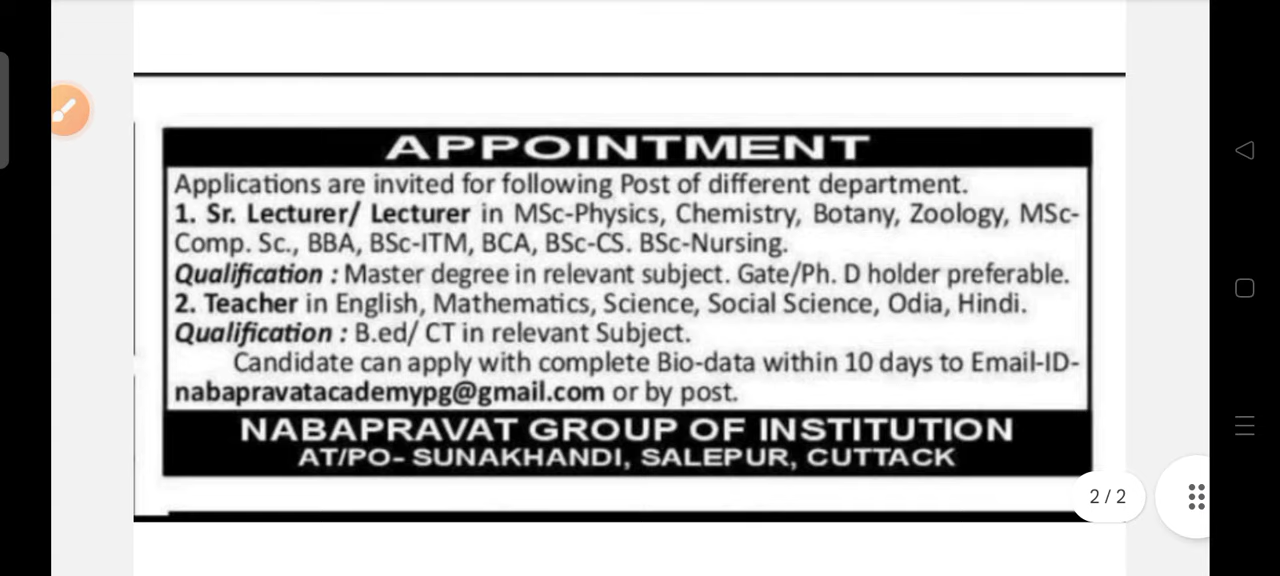 APPOINTMENT
Applications are invited for following Post of different department.
1. Sr. Lecturer/ Lecturer in MSc-Physics, Chemistry, Botany, Zoology, MSc-
Comp. Sc., BBA, BSc-ITM, BCA, BSc-CS. BSc-Nursing.
Qualification : Master degree in relevant subject. Gate/Ph. D holder preferable.
2. Teacher in English, Mathematics, Science, Social Science, Odia, Hindi.
Qualification : B.ed/ CT in relevant Subject.
Candidate can apply with complete Bio-data within 10 days to Email-ID-
nabapravatacademypg@gmail.com or by post.
NABAPRAVAT GROUP OF INSTITUTION
AT/PO- SUNAKHANDI, SALEPUR, CUTTACK
2 / 2